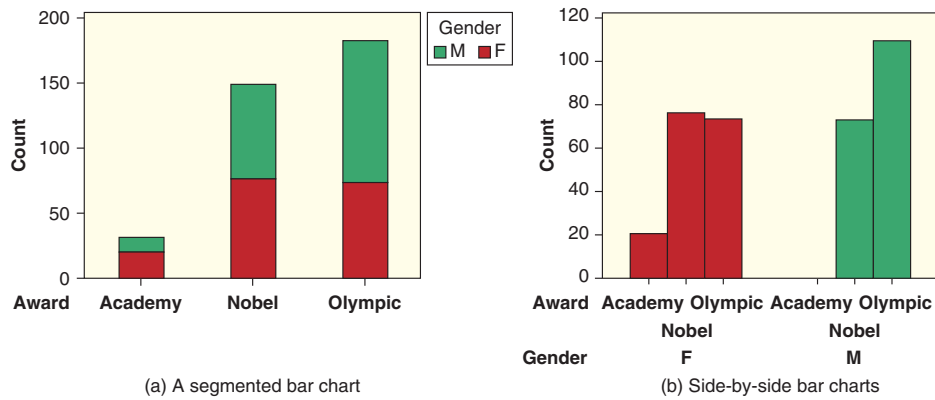 200
150
100
50
0
Count
Gender
M F
Award Academy Nobel Olympic
(a) A segmented bar chart
120
100
80
60
40
20
0
Count
Award Academy Olympic Academy Olympic
Nobel Nobel
Gender F M
(b) Side-by-side bar charts